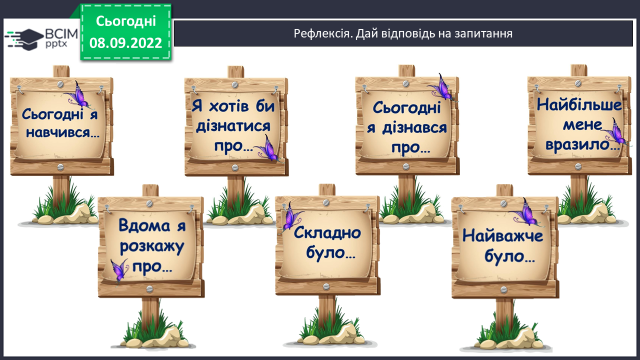 Сьогодні
08.09.2022
BCIM
pptx
Рефлексія. Дай відповідь на запитання
Сьогодні я
навчився...
Я хотів би
дізнатися
про...
Сьогодні
я дізнався
про...
Найбільше
мене
вразило...
Вдома я
розкажу
про...
Складно
було...
Найважче
було...